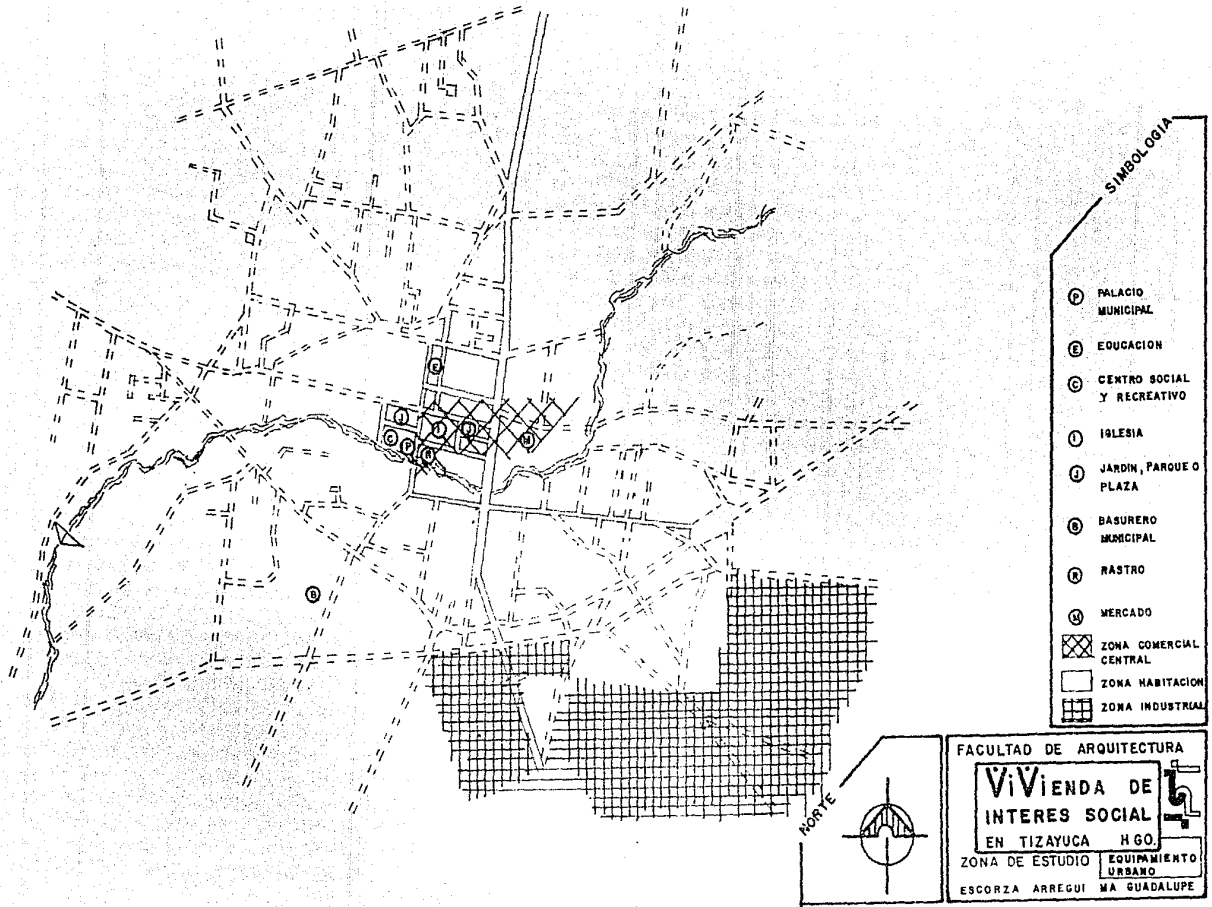 SIMBOLOGIA
P PALACIO
MUNICIPAL
E EDUCACION
C CENTRO SOCIAL
Y RECREATIVO
I IGLESIA
J JARDIN, PARQUE O
PLAZA
B BASURERO
MUNICIPAL
R RASTRO
M MERCADO
ZONA COMERCIAL
CENTRAL
ZONA HABITACION
ZONA INDUSTRIAL
E
J
I
J
M
C
P
R
B
NORTE
FACULTAD DE ARQUITECTURA
ViViENDA DE
INTERES SOCIAL
EN TIZAYUCA HGO.
ZONA DE ESTUDIO
EQUIPAMIENTO
URBANO
ESCORZA ARREGUI MA GUADALUPE